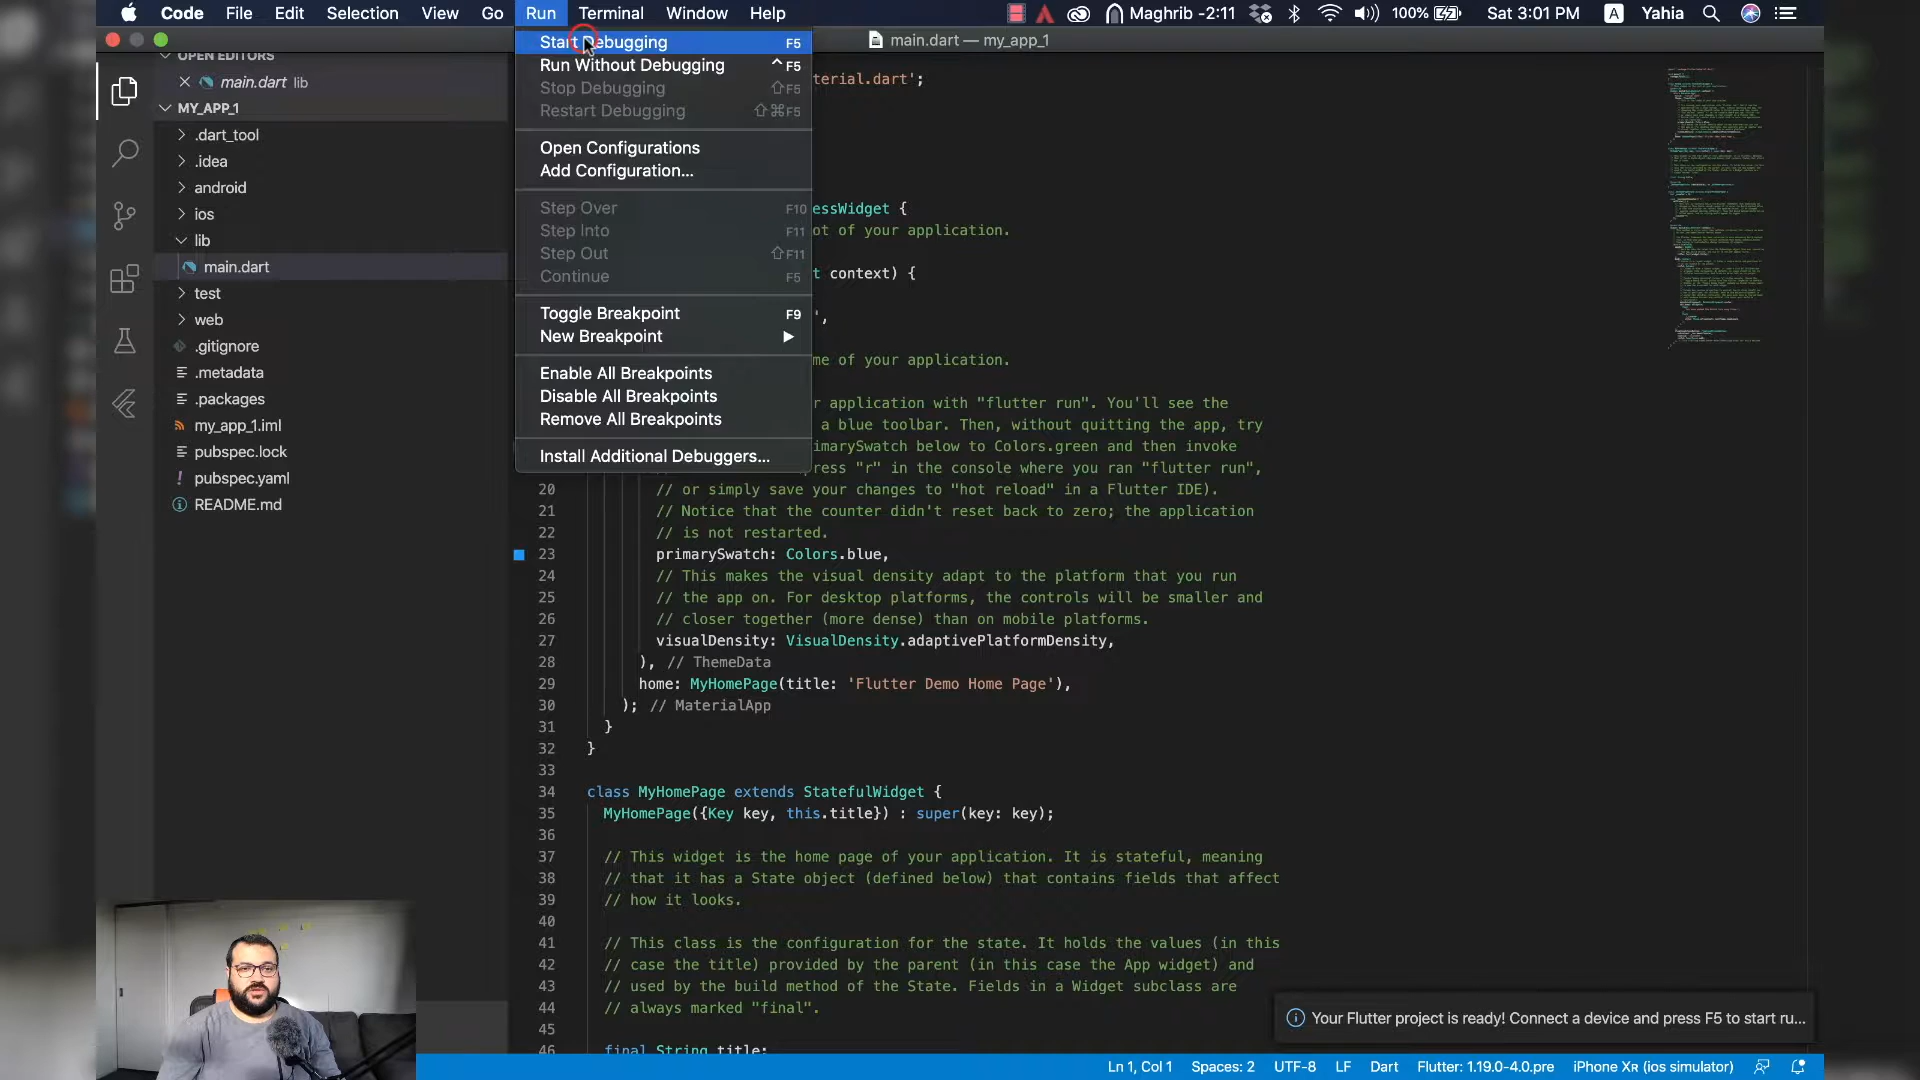 Code File Edit Selection View Go Run Terminal Window Help Maghrib -2:11 100% Sat 3:01 PM A Yahia
main.dart — my_app_1
OPEN EDITORS
main.dart lib
MY_APP_1
.dart_tool
.idea
android
ios
lib
main.dart
test
web
.gitignore
.metadata
.packages
my_app_1.iml
pubspec.lock
pubspec.yaml
README.md
Start Debugging F5
Run Without Debugging ^F5
Stop Debugging ⇧F5
Restart Debugging ⇧⌘F5
Open Configurations
Add Configuration...
Step Over F10
Step Into F11
Step Out ⇧F11
Continue F5
Toggle Breakpoint F9
New Breakpoint
Enable All Breakpoints
Disable All Breakpoints
Remove All Breakpoints
Install Additional Debuggers...
terial.dart';
essWidget {
ot of your application.
t context) {
',
me of your application.
r application with "flutter run". You'll see the
a blue toolbar. Then, without quitting the app, try
imarySwatch below to Colors.green and then invoke
press "r" in the console where you ran "flutter run",
20 // or simply save your changes to "hot reload" in a Flutter IDE).
21 // Notice that the counter didn't reset back to zero; the application
22 // is not restarted.
23 primarySwatch: Colors.blue,
24 // This makes the visual density adapt to the platform that you run
25 // the app on. For desktop platforms, the controls will be smaller and
26 // closer together (more dense) than on mobile platforms.
27 visualDensity: VisualDensity.adaptivePlatformDensity,
28 ), // ThemeData
29 home: MyHomePage(title: 'Flutter Demo Home Page'),
30 ); // MaterialApp
31 }
32 }
33
34 class MyHomePage extends StatefulWidget {
35 MyHomePage({Key key, this.title}) : super(key: key);
36
37 // This widget is the home page of your application. It is stateful, meaning
38 // that it has a State object (defined below) that contains fields that affect
39 // how it looks.
40
41 // This class is the configuration for the state. It holds the values (in this
42 // case the title) provided by the parent (in this case the App widget) and
43 // used by the build method of the State. Fields in a Widget subclass are
44 // always marked "final".
45
46 final String title;
Your Flutter project is ready! Connect a device and press F5 to start ru...
Ln 1, Col 1 Spaces: 2 UTF-8 LF Dart Flutter: 1.19.0-4.0.pre iPhone XR (ios simulator)